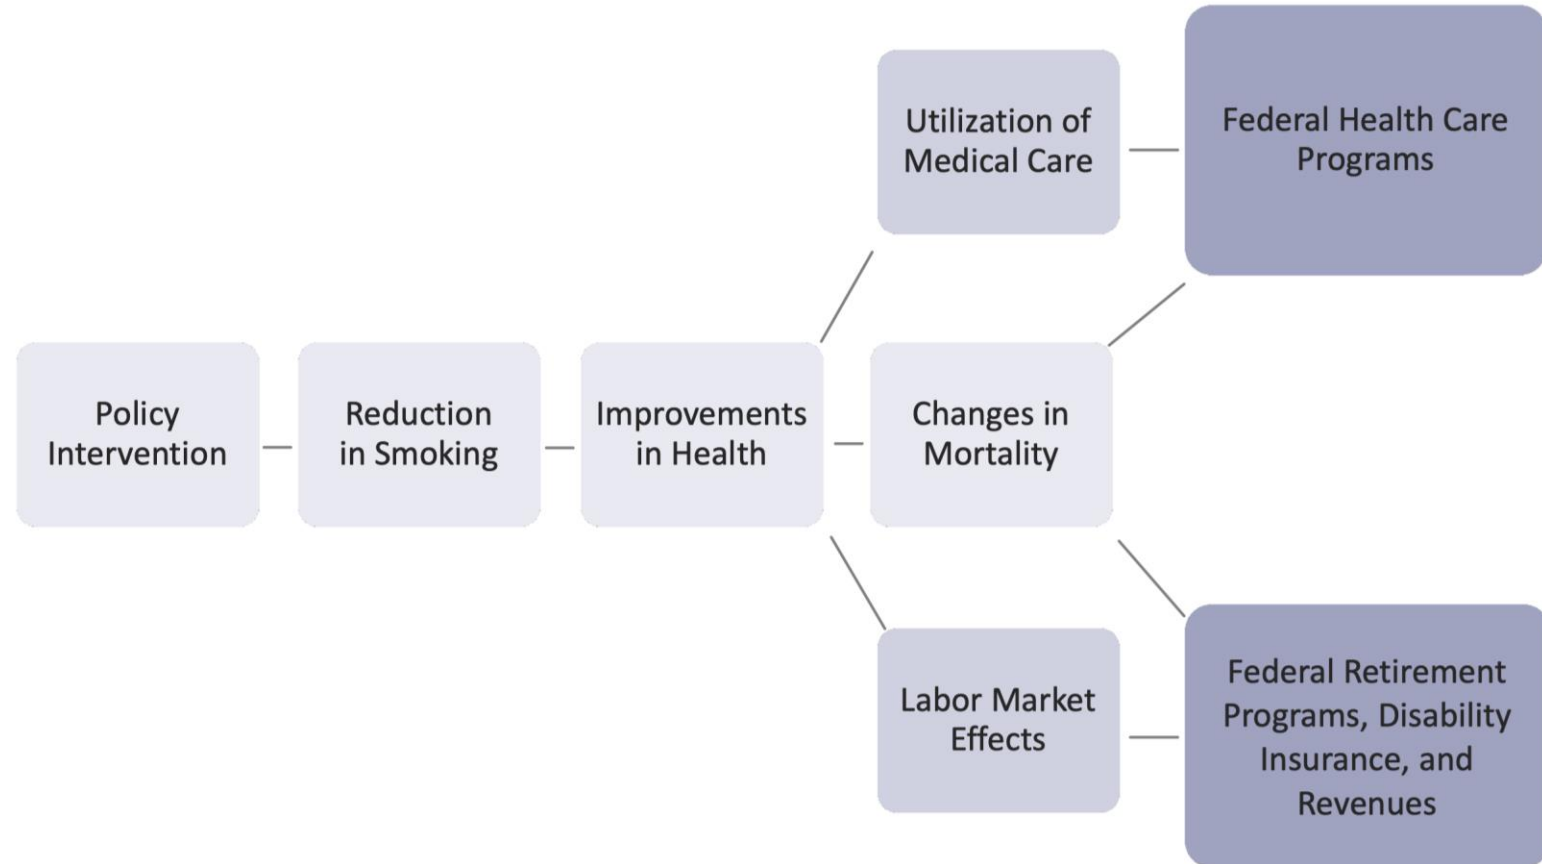 Utilization of
Medical Care
Federal Health Care
Programs
Policy
Intervention
Reduction
in Smoking
Improvements
in Health
Changes in
Mortality
Labor Market
Effects
Federal Retirement
Programs, Disability
Insurance, and
Revenues